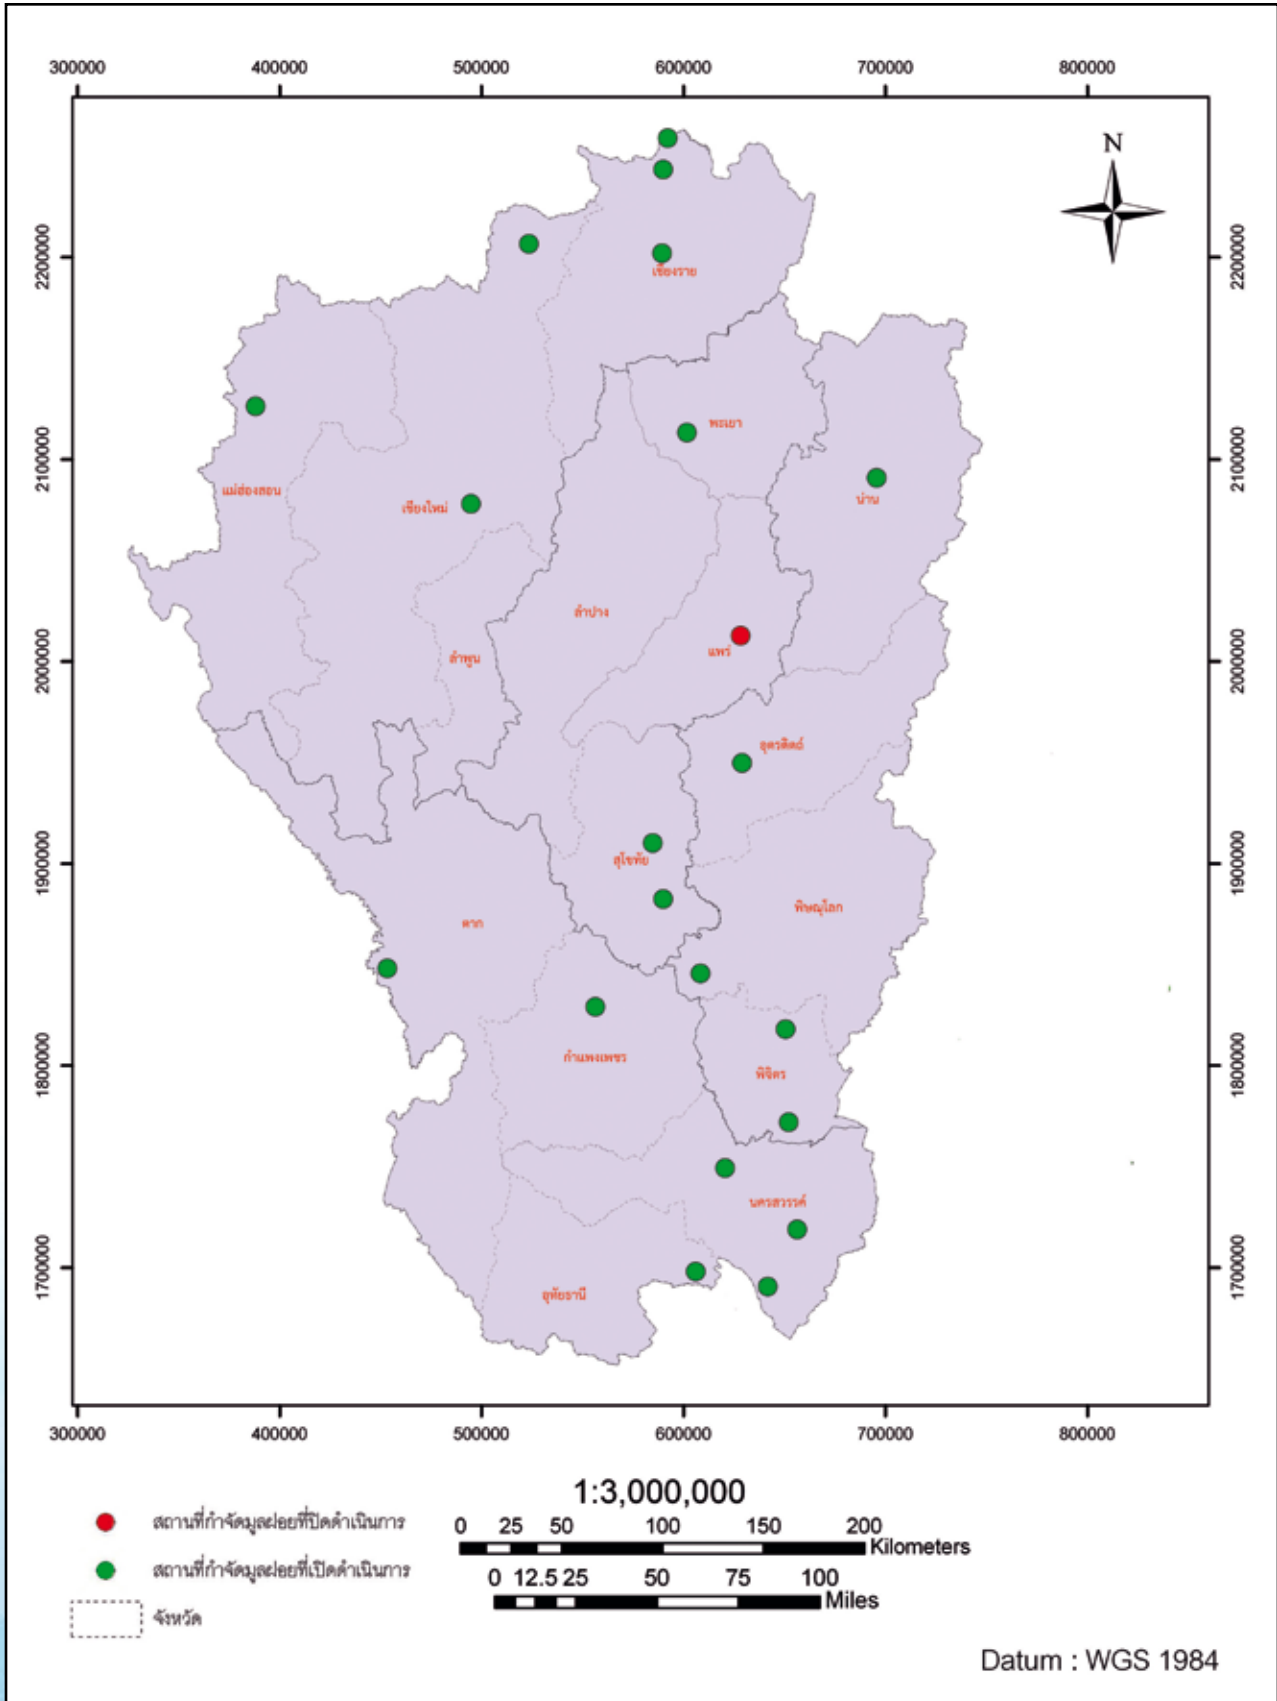 300000 400000 500000 600000 700000 800000
N
2200000 2200000
เชียงราย
พะเยา
2100000 2100000
แม่ฮ่องสอน
น่าน
เชียงใหม่
ลำปาง
แพร่
ลำพูน
2000000 2000000
อุตรดิตถ์
1900000 1900000
สุโขทัย
พิษณุโลก
ตาก
กำแพงเพชร
1800000 1800000
พิจิตร
นครสวรรค์
1700000 1700000
อุทัยธานี
300000 400000 500000 600000 700000 800000
1:3,000,000
สถานที่กำจัดมูลฝอยที่ปิดดำเนินการ
0 25 50 100 150 200
Kilometers
สถานที่กำจัดมูลฝอยที่เปิดดำเนินการ
0 12.5 25 50 75 100
Miles
จังหวัด
Datum : WGS 1984